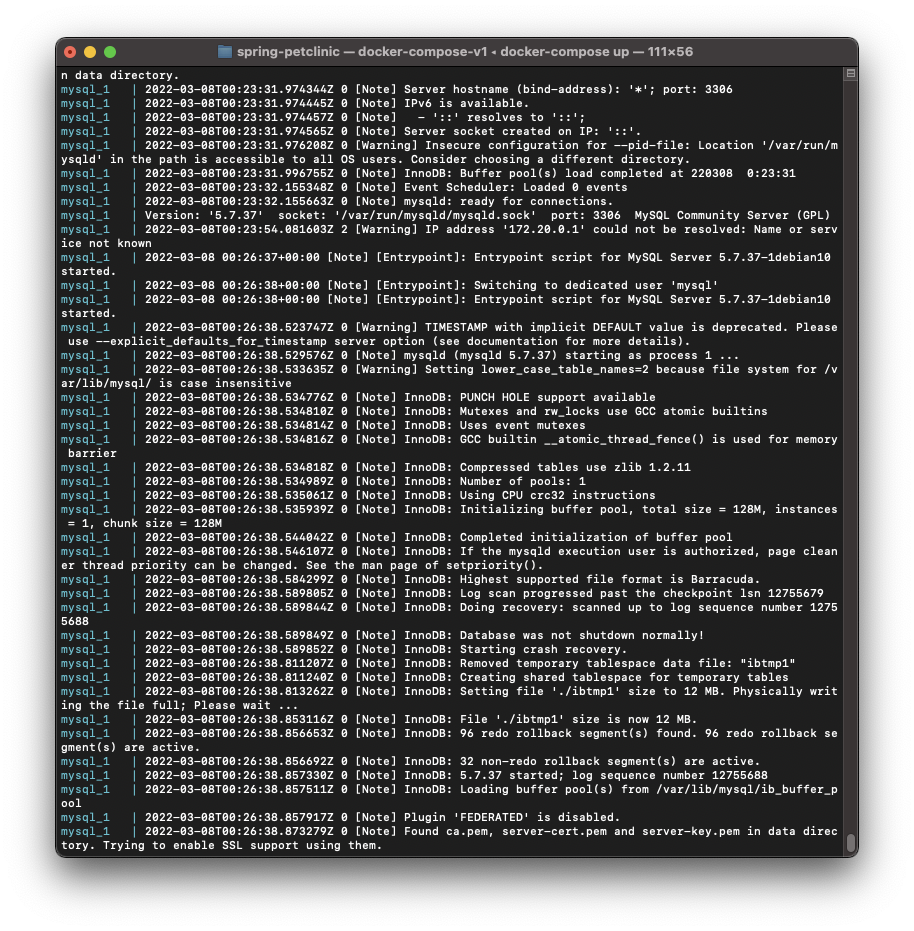 spring-petclinic — docker-compose-v1 ◂ docker-compose up — 111×56
n data directory.
mysql_1   | 2022-03-08T00:23:31.974344Z 0 [Note] Server hostname (bind-address): '*'; port: 3306
mysql_1   | 2022-03-08T00:23:31.974445Z 0 [Note] IPv6 is available.
mysql_1   | 2022-03-08T00:23:31.974457Z 0 [Note]   - '::' resolves to '::';
mysql_1   | 2022-03-08T00:23:31.974565Z 0 [Note] Server socket created on IP: '::'.
mysql_1   | 2022-03-08T00:23:31.976208Z 0 [Warning] Insecure configuration for --pid-file: Location '/var/run/m
ysqld' in the path is accessible to all OS users. Consider choosing a different directory.
mysql_1   | 2022-03-08T00:23:31.996755Z 0 [Note] InnoDB: Buffer pool(s) load completed at 220308  0:23:31
mysql_1   | 2022-03-08T00:23:32.155348Z 0 [Note] Event Scheduler: Loaded 0 events
mysql_1   | 2022-03-08T00:23:32.155663Z 0 [Note] mysqld: ready for connections.
mysql_1   | Version: '5.7.37'  socket: '/var/run/mysqld/mysqld.sock'  port: 3306  MySQL Community Server (GPL)
mysql_1   | 2022-03-08T00:23:54.081603Z 2 [Warning] IP address '172.20.0.1' could not be resolved: Name or serv
ice not known
mysql_1   | 2022-03-08 00:26:37+00:00 [Note] [Entrypoint]: Entrypoint script for MySQL Server 5.7.37-1debian10
started.
mysql_1   | 2022-03-08 00:26:38+00:00 [Note] [Entrypoint]: Switching to dedicated user 'mysql'
mysql_1   | 2022-03-08 00:26:38+00:00 [Note] [Entrypoint]: Entrypoint script for MySQL Server 5.7.37-1debian10
started.
mysql_1   | 2022-03-08T00:26:38.523747Z 0 [Warning] TIMESTAMP with implicit DEFAULT value is deprecated. Please
 use --explicit_defaults_for_timestamp server option (see documentation for more details).
mysql_1   | 2022-03-08T00:26:38.529576Z 0 [Note] mysqld (mysqld 5.7.37) starting as process 1 ...
mysql_1   | 2022-03-08T00:26:38.533635Z 0 [Warning] Setting lower_case_table_names=2 because file system for /v
ar/lib/mysql/ is case insensitive
mysql_1   | 2022-03-08T00:26:38.534776Z 0 [Note] InnoDB: PUNCH HOLE support available
mysql_1   | 2022-03-08T00:26:38.534810Z 0 [Note] InnoDB: Mutexes and rw_locks use GCC atomic builtins
mysql_1   | 2022-03-08T00:26:38.534814Z 0 [Note] InnoDB: Uses event mutexes
mysql_1   | 2022-03-08T00:26:38.534816Z 0 [Note] InnoDB: GCC builtin __atomic_thread_fence() is used for memory
 barrier
mysql_1   | 2022-03-08T00:26:38.534818Z 0 [Note] InnoDB: Compressed tables use zlib 1.2.11
mysql_1   | 2022-03-08T00:26:38.534989Z 0 [Note] InnoDB: Number of pools: 1
mysql_1   | 2022-03-08T00:26:38.535061Z 0 [Note] InnoDB: Using CPU crc32 instructions
mysql_1   | 2022-03-08T00:26:38.535939Z 0 [Note] InnoDB: Initializing buffer pool, total size = 128M, instances
 = 1, chunk size = 128M
mysql_1   | 2022-03-08T00:26:38.544042Z 0 [Note] InnoDB: Completed initialization of buffer pool
mysql_1   | 2022-03-08T00:26:38.546107Z 0 [Note] InnoDB: If the mysqld execution user is authorized, page clean
er thread priority can be changed. See the man page of setpriority().
mysql_1   | 2022-03-08T00:26:38.584299Z 0 [Note] InnoDB: Highest supported file format is Barracuda.
mysql_1   | 2022-03-08T00:26:38.589805Z 0 [Note] InnoDB: Log scan progressed past the checkpoint lsn 12755679
mysql_1   | 2022-03-08T00:26:38.589844Z 0 [Note] InnoDB: Doing recovery: scanned up to log sequence number 1275
5688
mysql_1   | 2022-03-08T00:26:38.589849Z 0 [Note] InnoDB: Database was not shutdown normally!
mysql_1   | 2022-03-08T00:26:38.589852Z 0 [Note] InnoDB: Starting crash recovery.
mysql_1   | 2022-03-08T00:26:38.811207Z 0 [Note] InnoDB: Removed temporary tablespace data file: "ibtmp1"
mysql_1   | 2022-03-08T00:26:38.811240Z 0 [Note] InnoDB: Creating shared tablespace for temporary tables
mysql_1   | 2022-03-08T00:26:38.813262Z 0 [Note] InnoDB: Setting file './ibtmp1' size to 12 MB. Physically writ
ing the file full; Please wait ...
mysql_1   | 2022-03-08T00:26:38.853116Z 0 [Note] InnoDB: File './ibtmp1' size is now 12 MB.
mysql_1   | 2022-03-08T00:26:38.856653Z 0 [Note] InnoDB: 96 redo rollback segment(s) found. 96 redo rollback se
gment(s) are active.
mysql_1   | 2022-03-08T00:26:38.856692Z 0 [Note] InnoDB: 32 non-redo rollback segment(s) are active.
mysql_1   | 2022-03-08T00:26:38.857330Z 0 [Note] InnoDB: 5.7.37 started; log sequence number 12755688
mysql_1   | 2022-03-08T00:26:38.857511Z 0 [Note] InnoDB: Loading buffer pool(s) from /var/lib/mysql/ib_buffer_p
ool
mysql_1   | 2022-03-08T00:26:38.857917Z 0 [Note] Plugin 'FEDERATED' is disabled.
mysql_1   | 2022-03-08T00:26:38.873279Z 0 [Note] Found ca.pem, server-cert.pem and server-key.pem in data direc
tory. Trying to enable SSL support using them.